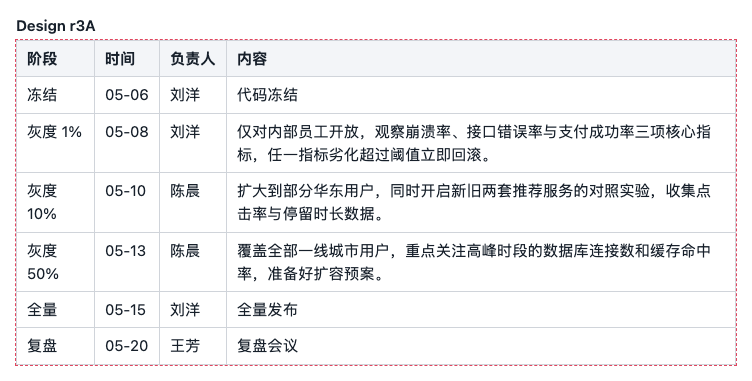 Design r3A
阶段 时间 负责人 内容
冻结 05-06 刘洋 代码冻结
灰度 1% 05-08 刘洋 仅对内部员工开放，观察崩溃率、接口错误率与支付成功率三项核心指
标，任一指标劣化超过阈值立即回滚。
灰度 05-10 陈晨 扩大到部分华东用户，同时开启新旧两套推荐服务的对照实验，收集点
10% 击率与停留时长数据。
灰度 05-13 陈晨 覆盖全部一线城市用户，重点关注高峰时段的数据库连接数和缓存命中
50% 率，准备好扩容预案。
全量 05-15 刘洋 全量发布
复盘 05-20 王芳 复盘会议